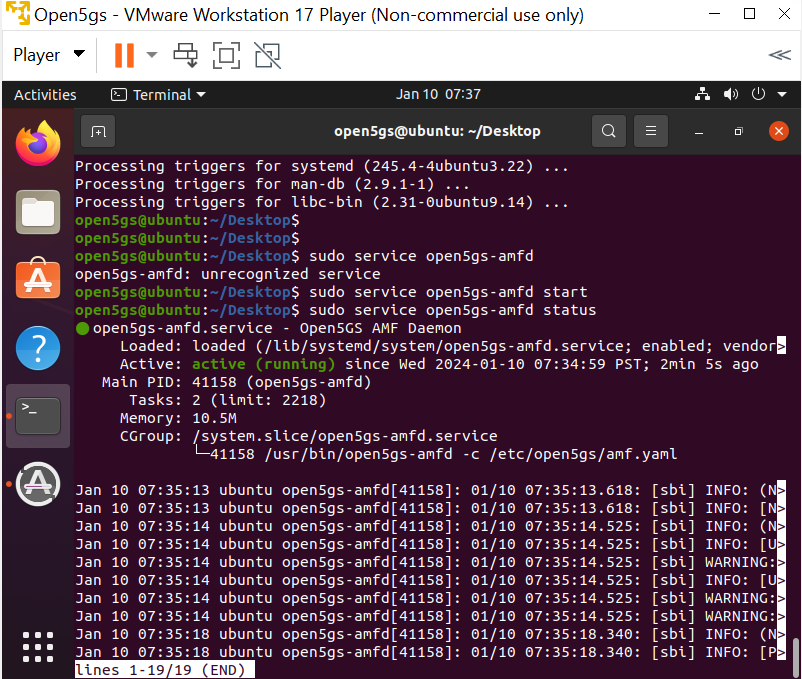 Open5gs - VMware Workstation 17 Player (Non-commercial use only)
Player
Activities
Terminal
Jan 10 07:37
open5gs@ubuntu: ~/Desktop
Processing triggers for systemd (245.4-4ubuntu3.22) ...
Processing triggers for man-db (2.9.1-1) ...
Processing triggers for libc-bin (2.31-0ubuntu9.14) ...
open5gs@ubuntu:~/Desktop$
open5gs@ubuntu:~/Desktop$
open5gs@ubuntu:~/Desktop$ sudo service open5gs-amfd
open5gs-amfd: unrecognized service
open5gs@ubuntu:~/Desktop$ sudo service open5gs-amfd start
open5gs@ubuntu:~/Desktop$ sudo service open5gs-amfd status
● open5gs-amfd.service - Open5GS AMF Daemon
Loaded: loaded (/lib/systemd/system/open5gs-amfd.service; enabled; vendor>
Active: active (running) since Wed 2024-01-10 07:34:59 PST; 2min 5s ago
Main PID: 41158 (open5gs-amfd)
Tasks: 2 (limit: 2218)
Memory: 10.5M
CGroup: /system.slice/open5gs-amfd.service
└─41158 /usr/bin/open5gs-amfd -c /etc/open5gs/amf.yaml
Jan 10 07:35:13 ubuntu open5gs-amfd[41158]: 01/10 07:35:13.618: [sbi] INFO: (N>
Jan 10 07:35:13 ubuntu open5gs-amfd[41158]: 01/10 07:35:13.618: [sbi] INFO: [N>
Jan 10 07:35:14 ubuntu open5gs-amfd[41158]: 01/10 07:35:14.525: [sbi] INFO: (N>
Jan 10 07:35:14 ubuntu open5gs-amfd[41158]: 01/10 07:35:14.525: [sbi] INFO: [U>
Jan 10 07:35:14 ubuntu open5gs-amfd[41158]: 01/10 07:35:14.525: [sbi] WARNING:>
Jan 10 07:35:14 ubuntu open5gs-amfd[41158]: 01/10 07:35:14.525: [sbi] INFO: [U>
Jan 10 07:35:14 ubuntu open5gs-amfd[41158]: 01/10 07:35:14.525: [sbi] WARNING:>
Jan 10 07:35:14 ubuntu open5gs-amfd[41158]: 01/10 07:35:14.525: [sbi] WARNING:>
Jan 10 07:35:18 ubuntu open5gs-amfd[41158]: 01/10 07:35:18.340: [sbi] INFO: (N>
Jan 10 07:35:18 ubuntu open5gs-amfd[41158]: 01/10 07:35:18.340: [sbi] INFO: [P>
lines 1-19/19 (END)